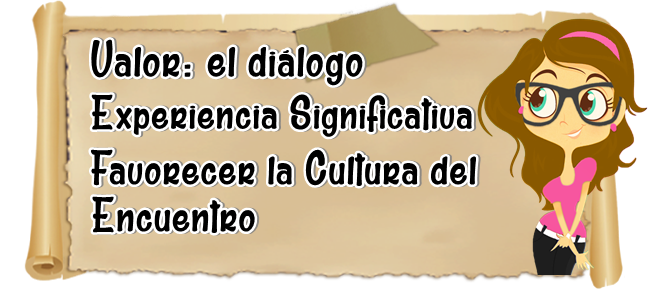 Valor: el diálogo
Experiencia Significativa
Favorecer la Cultura del
Encuentro